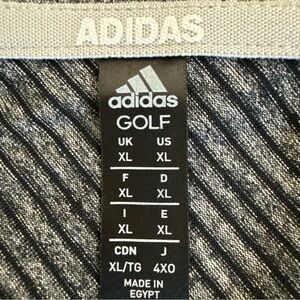 ADIDAS
adidas
GOLF
UK US
XL XL
F D
XL XL
I E
XL XL
CDN J
XL/TG 4XO
MADE IN
EGYPT